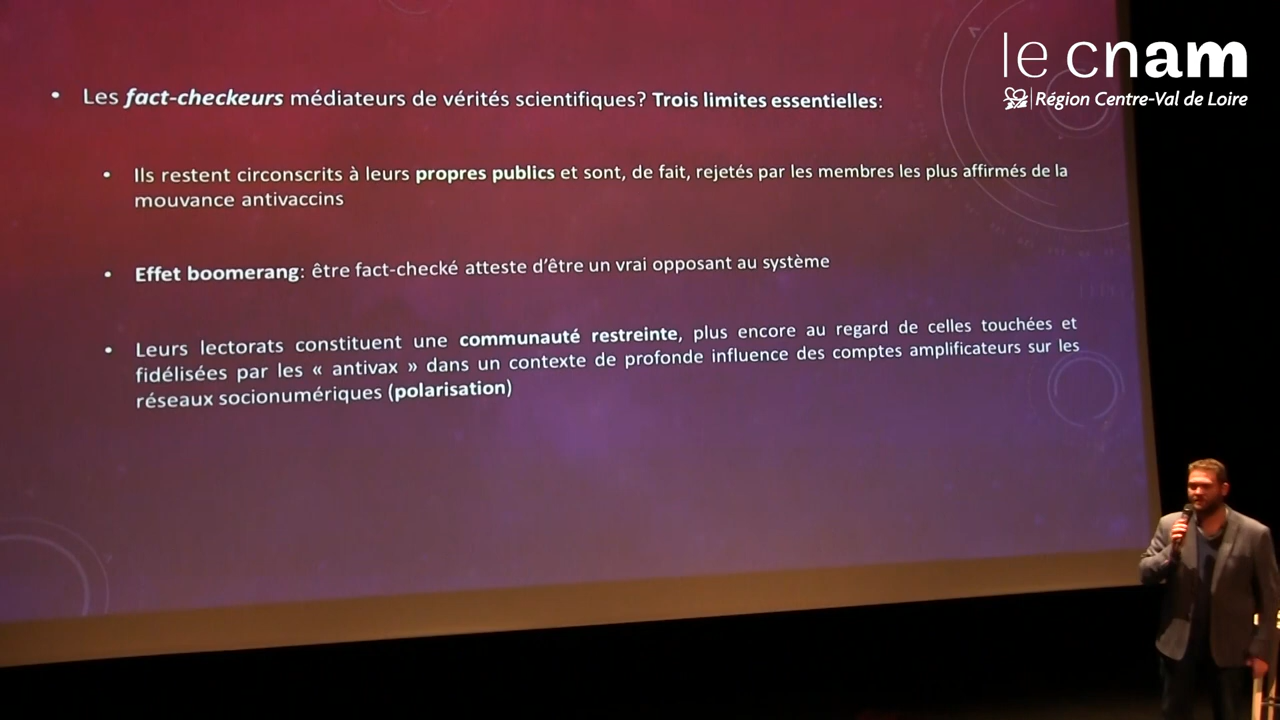 le cnam
Région Centre-Val de Loire
• Les fact-checkeurs médiateurs de vérités scientifiques? Trois limites essentielles:
• Ils restent circonscrits à leurs propres publics et sont, de fait, rejetés par les membres les plus affirmés de la
mouvance antivaccins
• Effet boomerang: être fact-checké atteste d'être un vrai opposant au système
• Leurs lectorats constituent une communauté restreinte, plus encore au regard de celles touchées et
fidélisées par les « antivax » dans un contexte de profonde influence des comptes amplificateurs sur les
réseaux socionumériques (polarisation)